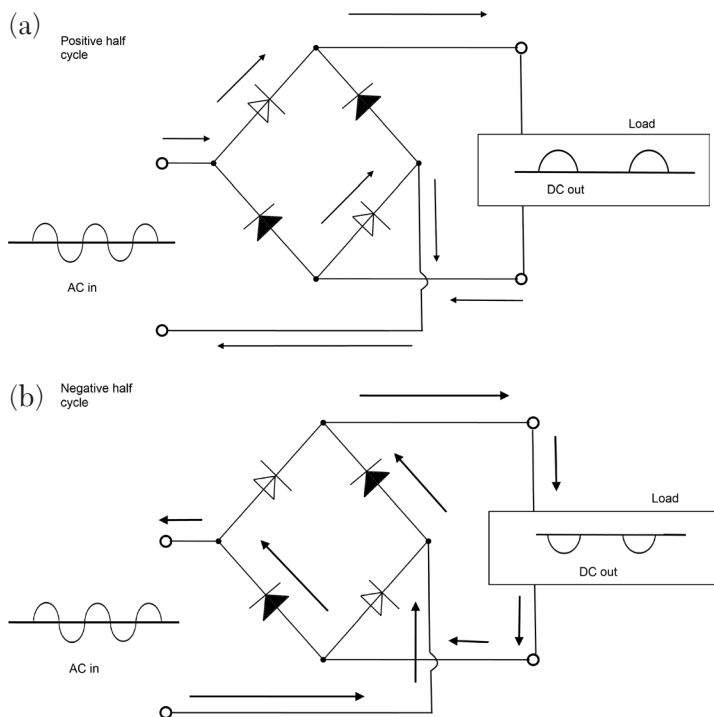 (a)
Positive half
cycle
Load
DC out
AC in
(b)
Negative half
cycle
Load
DC out
AC in